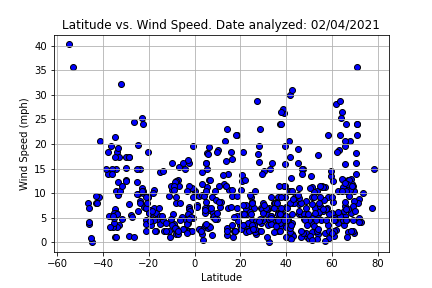 Latitude vs. Wind Speed. Date analyzed: 02/04/2021
40
35
30
25
20
15
10
5
0
Wind Speed (mph)
−60 −40 −20 0 20 40 60 80
Latitude